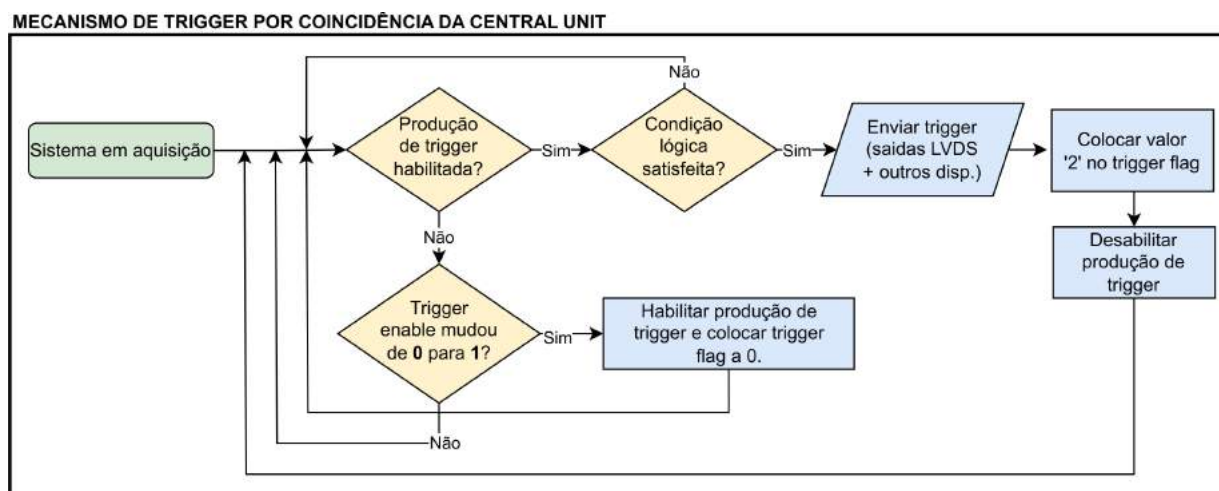 MECANISMO DE TRIGGER POR COINCIDÊNCIA DA CENTRAL UNIT
Não
Sistema em aquisição
Produção
de trigger
habilitada?
Sim
Condição
lógica
satisfeita?
Sim
Enviar trigger
(saidas LVDS
+ outros disp.)
Colocar valor
'2' no trigger flag
Não
Desabilitar
produção de
trigger
Trigger
enable mudou
de 0 para 1?
Sim
Habilitar produção de
trigger e colocar trigger
flag a 0.
Não